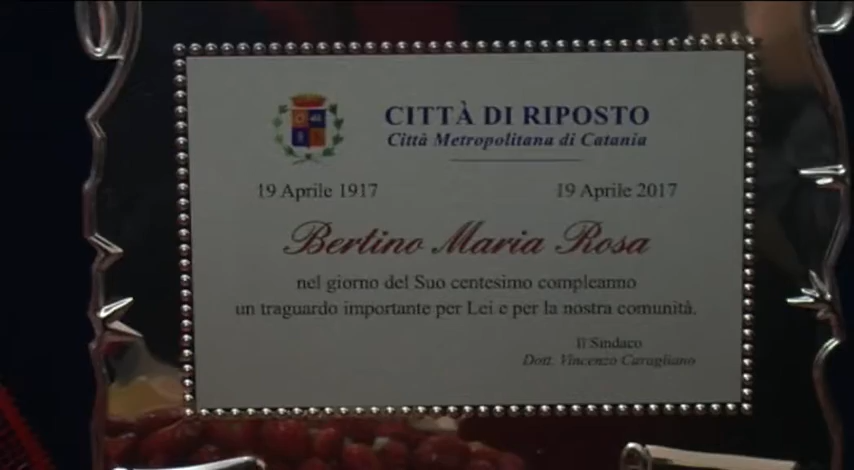 CITTÀ DI RIPOSTO
Città Metropolitana di Catania
19 Aprile 1917 19 Aprile 2017
Bertino Maria Rosa
nel giorno del Suo centesimo compleanno
un traguardo importante per Lei e per la nostra comunità.
Il Sindaco
Dott. Vincenzo Caragliano